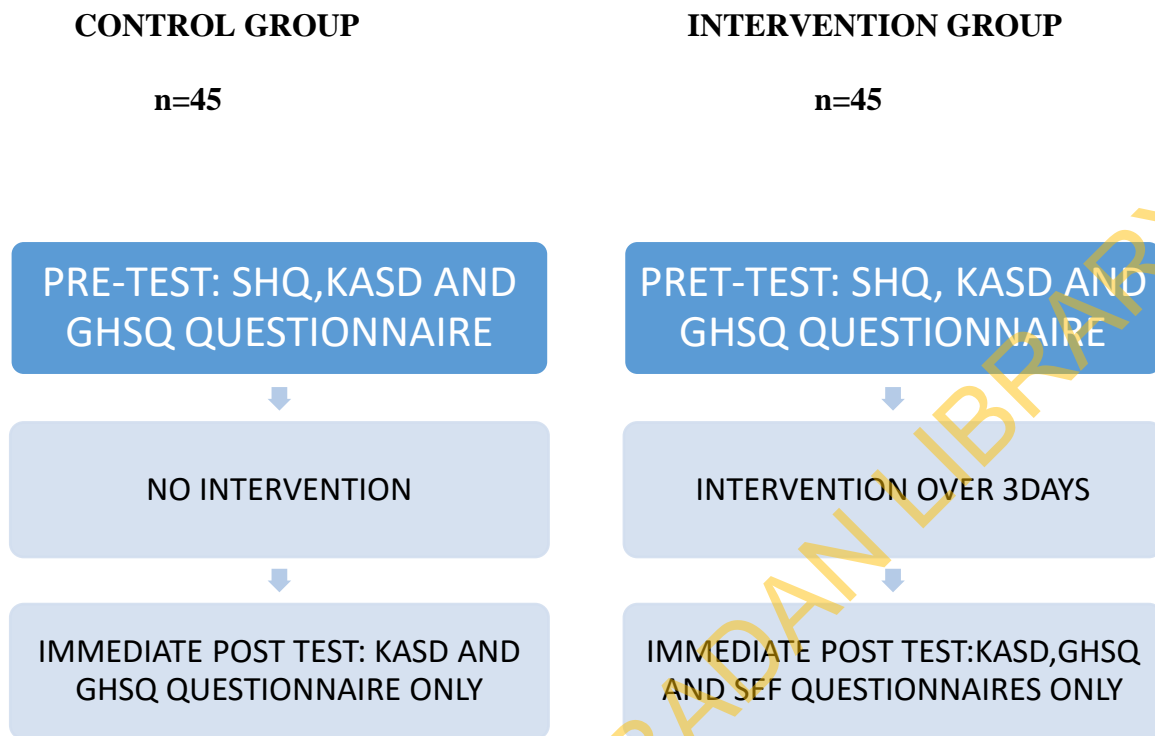 CONTROL GROUP
n=45
PRE-TEST: SHQ,KASD AND
GHSQ QUESTIONNAIRE
NO INTERVENTION
IMMEDIATE POST TEST: KASD AND
GHSQ QUESTIONNAIRE ONLY
INTERVENTION GROUP
n=45
PRET-TEST: SHQ, KASD AND
GHSQ QUESTIONNAIRE
INTERVENTION OVER 3DAYS
IMMEDIATE POST TEST:KASD,GHSQ
AND SEF QUESTIONNAIRES ONLY
LIBRARY